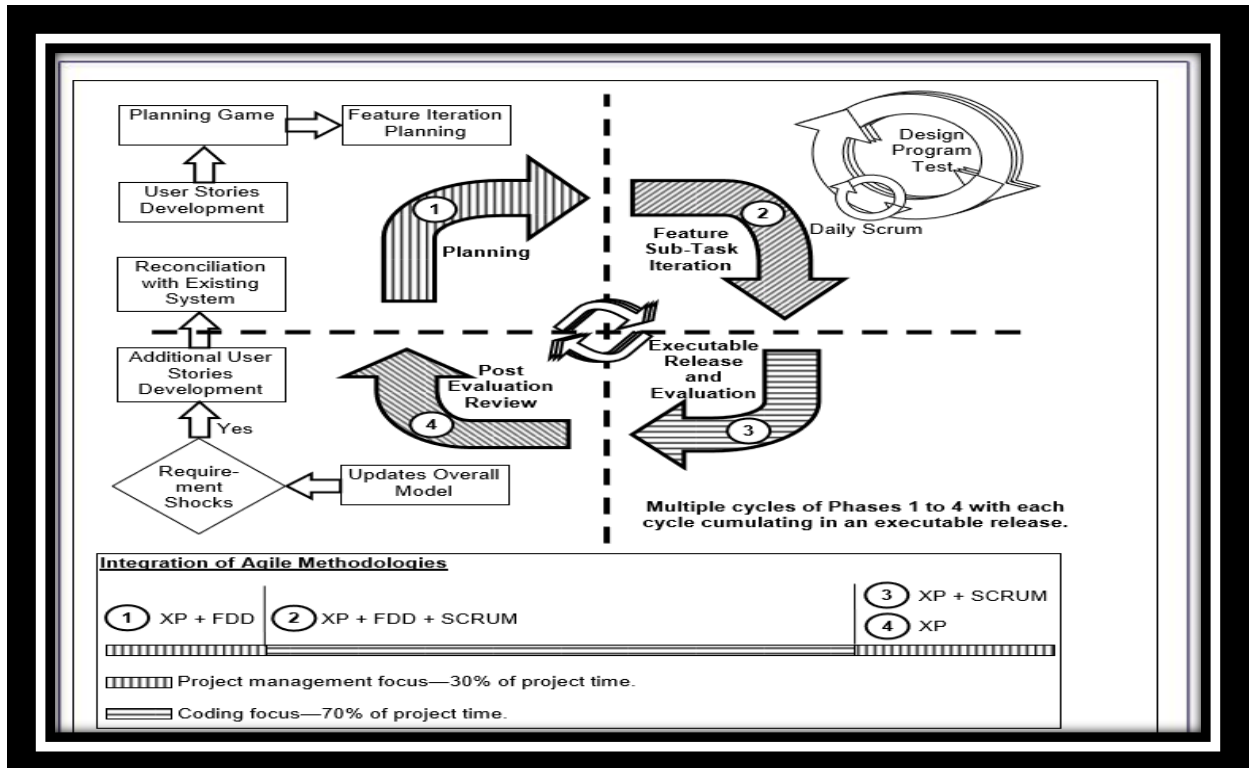 Planning Game
Feature Iteration
Planning
User Stories
Development
1
Planning
Reconciliation
with Existing
System
Additional User
Stories
Development
Yes
Require-
ment
Shocks
Updates Overall
Model
Post
Evaluation
Review
4
2
Feature
Sub-Task
Iteration
Design
Program
Test
Daily Scrum
Executable
Release
and
Evaluation
3
Multiple cycles of Phases 1 to 4 with each
cycle cumulating in an executable release.
Integration of Agile Methodologies
1 XP + FDD
2 XP + FDD + SCRUM
3 XP + SCRUM
4 XP
Project management focus—30% of project time.
Coding focus—70% of project time.